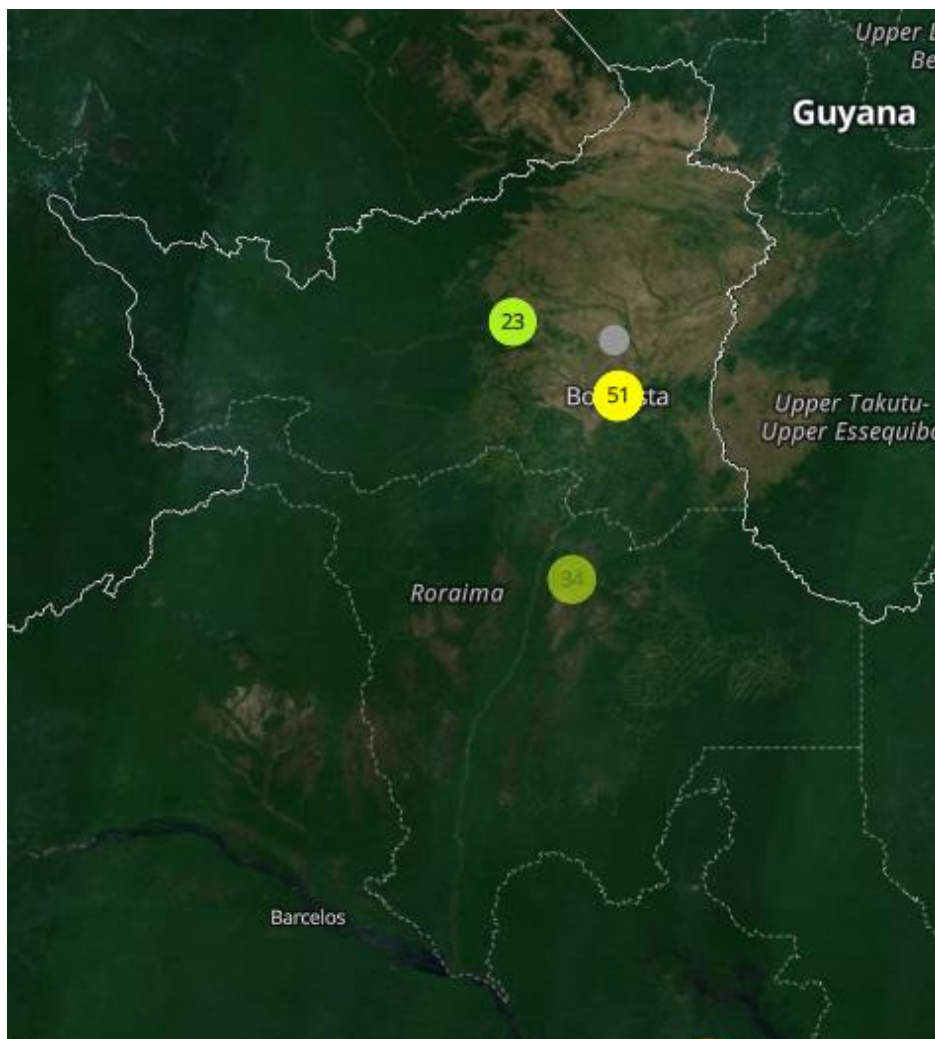 Upper
Guyana
23
51
Upper Takutu-
Upper Essequibo
34
Roraima
Barcelos